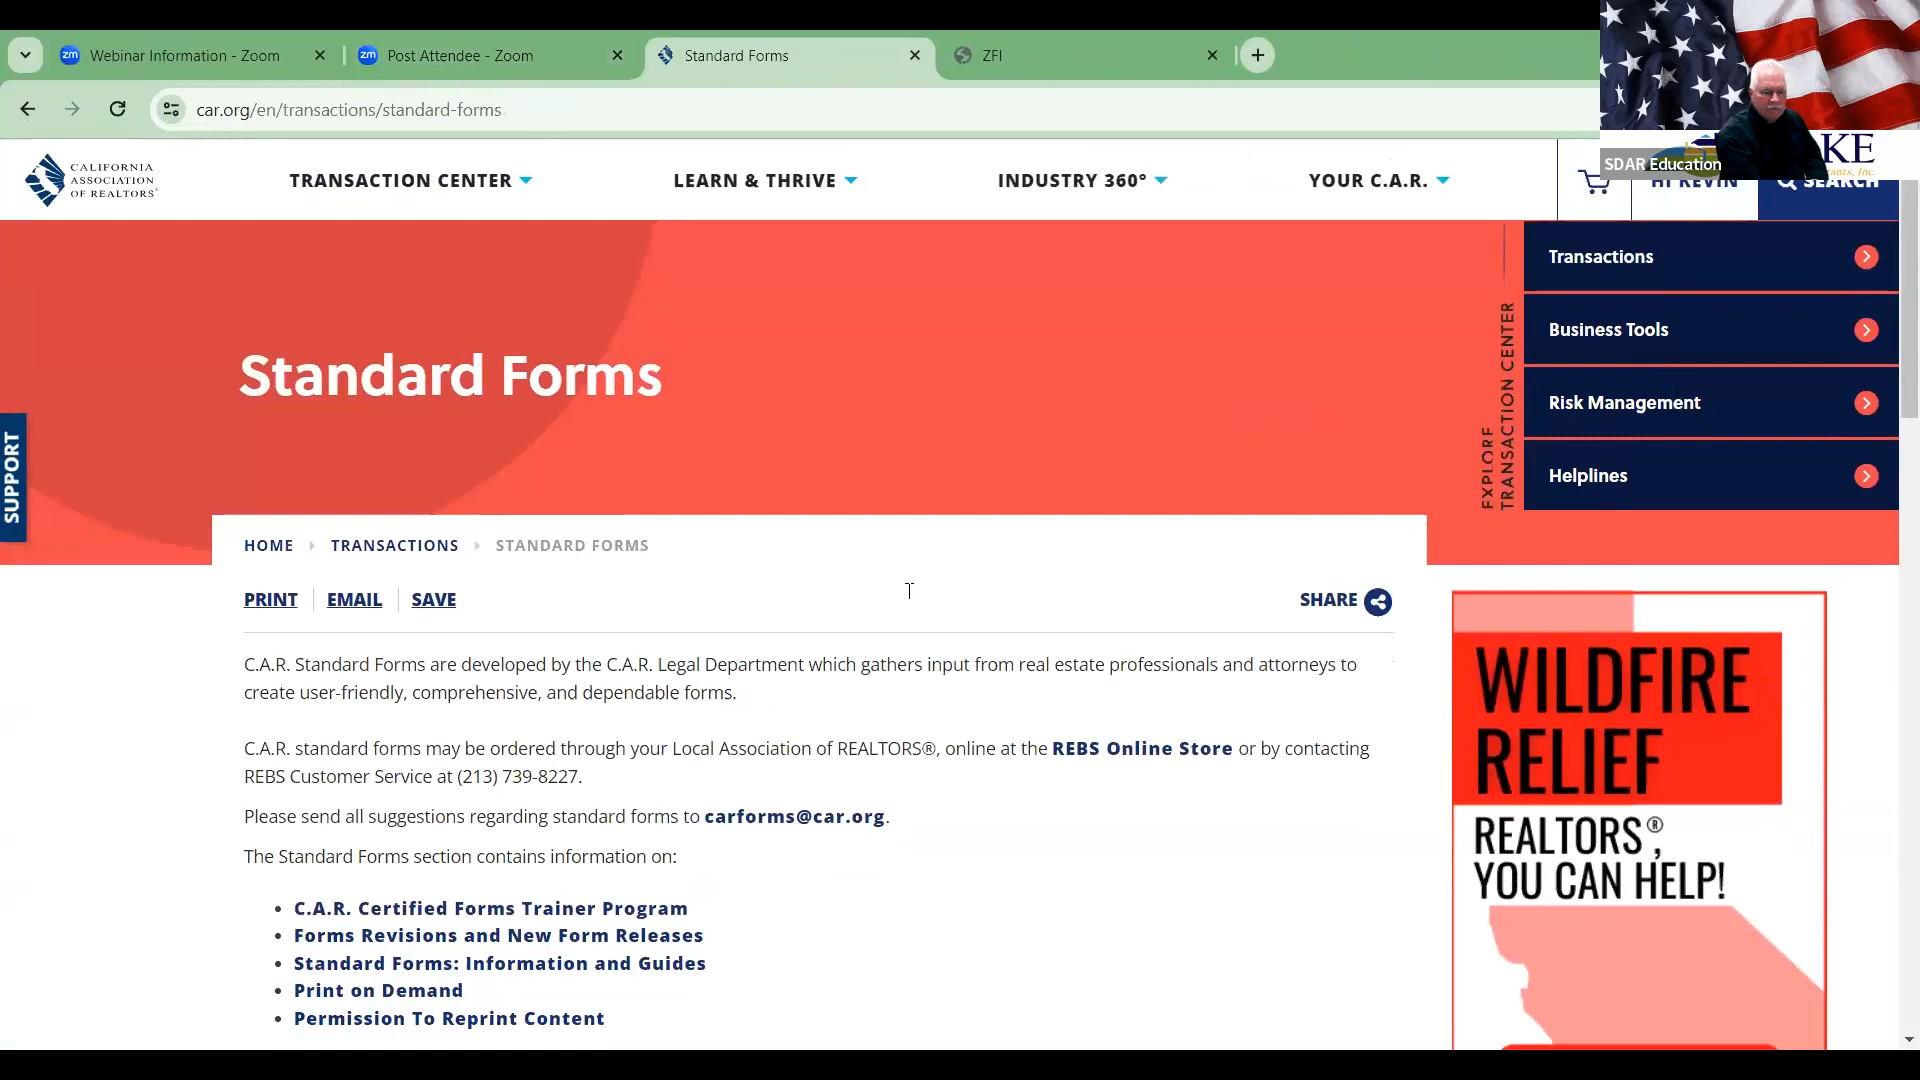 Webinar Information - Zoom
Post Attendee - Zoom
Standard Forms
ZFI
car.org/en/transactions/standard-forms
SDAR Education
KE
tants, Inc.
CALIFORNIA
ASSOCIATION
OF REALTORS®
TRANSACTION CENTER
LEARN & THRIVE
INDUSTRY 360°
YOUR C.A.R.
HI KEVIN
SEARCH
Standard Forms
EXPLORE
TRANSACTION CENTER
Transactions
Business Tools
Risk Management
Helplines
SUPPORT
HOME
TRANSACTIONS
STANDARD FORMS
PRINT
EMAIL
SAVE
SHARE
C.A.R. Standard Forms are developed by the C.A.R. Legal Department which gathers input from real estate professionals and attorneys to
create user-friendly, comprehensive, and dependable forms.
C.A.R. standard forms may be ordered through your Local Association of REALTORS®, online at the REBS Online Store or by contacting
REBS Customer Service at (213) 739-8227.
Please send all suggestions regarding standard forms to carforms@car.org.
The Standard Forms section contains information on:
• C.A.R. Certified Forms Trainer Program
• Forms Revisions and New Form Releases
• Standard Forms: Information and Guides
• Print on Demand
• Permission To Reprint Content
WILDFIRE
RELIEF
REALTORS®,
YOU CAN HELP!